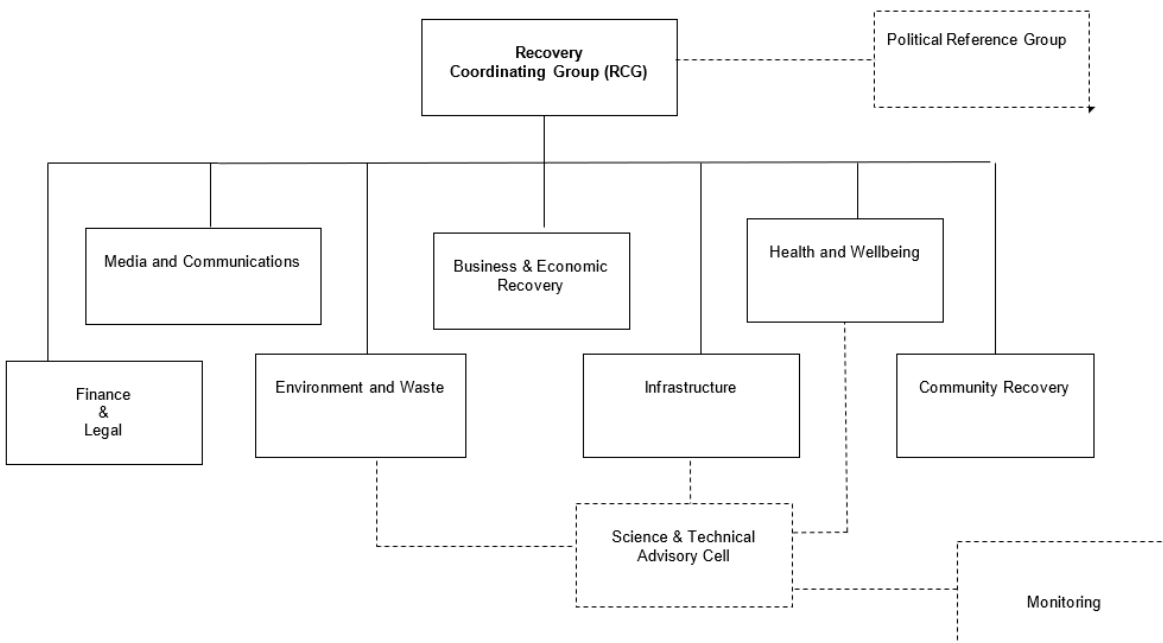 Recovery
Coordinating Group (RCG)
Political Reference Group
Media and Communications
Business & Economic
Recovery
Health and Wellbeing
Finance
&
Legal
Environment and Waste
Infrastructure
Community Recovery
Science & Technical
Advisory Cell
Monitoring